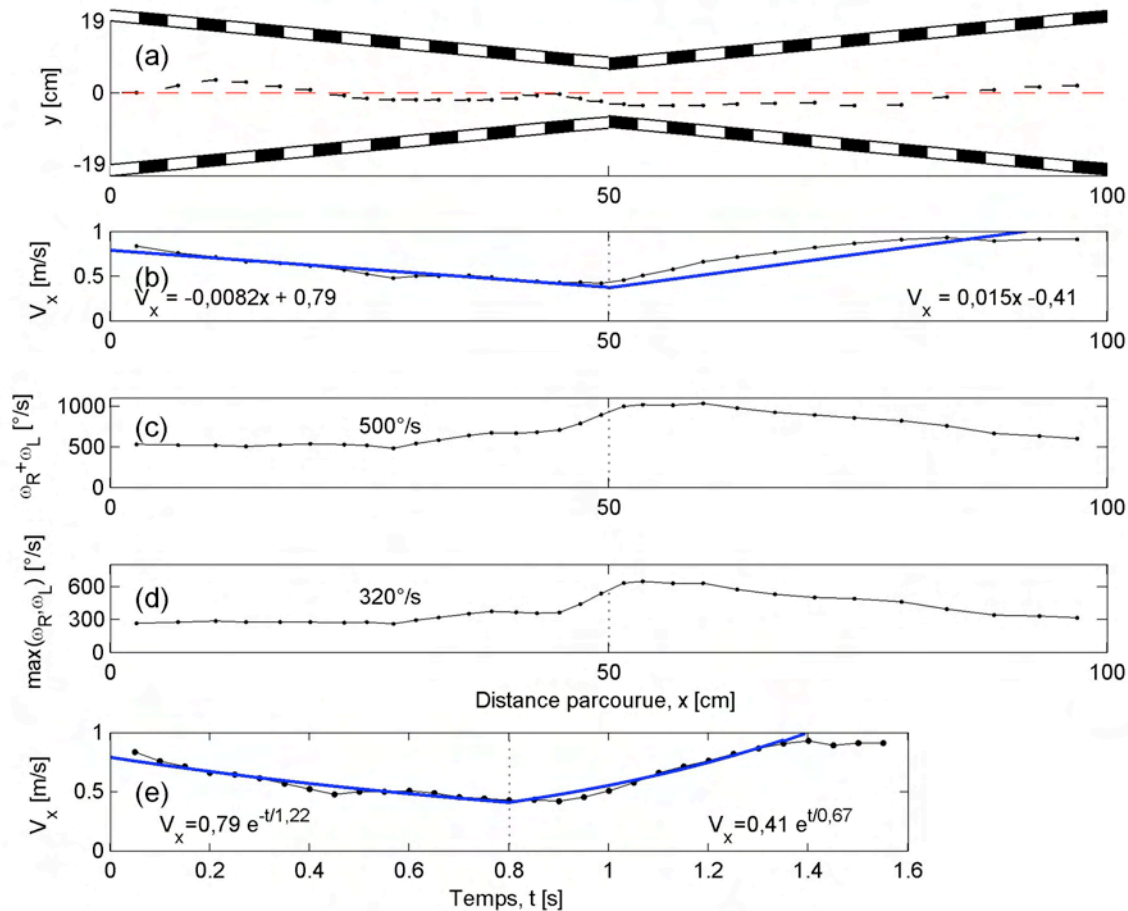 19
(a)
0
y [cm]
-19
0 50 100
1
0.5
0
V_x [m/s]
(b)
V_x = -0,0082x + 0,79
V_x = 0,015x -0,41
0 50 100
1000
500
0
ω_R+ω_L [°/s]
(c)
500°/s
0 50 100
600
300
0
max(ω_R,ω_L) [°/s]
(d)
320°/s
0 50 100
Distance parcourue, x [cm]
1
0.5
0
V_x [m/s]
(e)
V_x=0,79 e^-t/1,22
V_x=0,41 e^t/0,67
0 0.2 0.4 0.6 0.8 1 1.2 1.4 1.6
Temps, t [s]